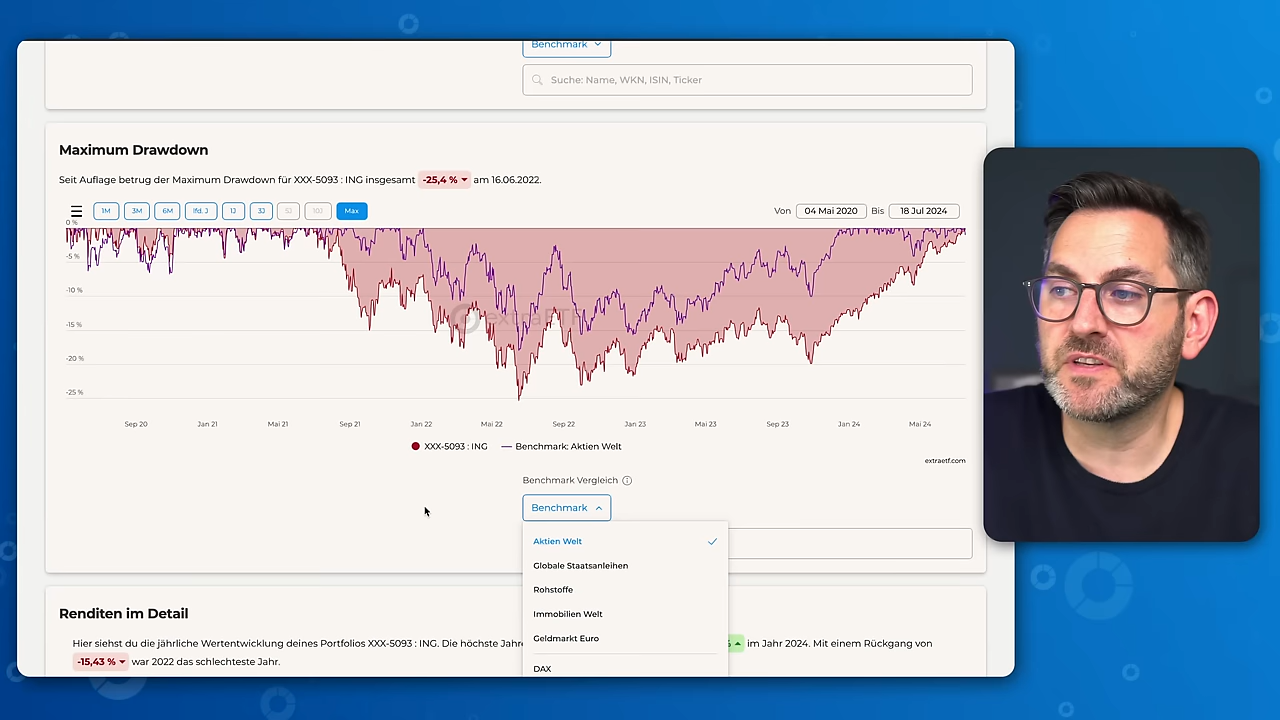 Benchmark
Suche: Name, WKN, ISIN, Ticker
Maximum Drawdown
Seit Auflage betrug der Maximum Drawdown für XXX-5093 : ING insgesamt -25,4 % am 16.06.2022.
1M 3M 6M lfd. J 1J 3J 5J 10J Max Von 04 Mai 2020 Bis 18 Jul 2024
0 %
-5 %
-10 %
-15 %
-20 %
-25 %
extraETF
Sep 20 Jan 21 Mai 21 Sep 21 Jan 22 Mai 22 Sep 22 Jan 23 Mai 23 Sep 23 Jan 24 Mai 24
XXX-5093 : ING Benchmark: Aktien Welt
extraetf.com
Benchmark Vergleich
Benchmark
Aktien Welt
Globale Staatsanleihen
Rohstoffe
Immobilien Welt
Geldmarkt Euro
DAX
Renditen im Detail
Hier siehst du die jährliche Wertentwicklung deines Portfolios XXX-5093 : ING. Die höchste Jahre % im Jahr 2024. Mit einem Rückgang von
-15,43 % war 2022 das schlechteste Jahr.